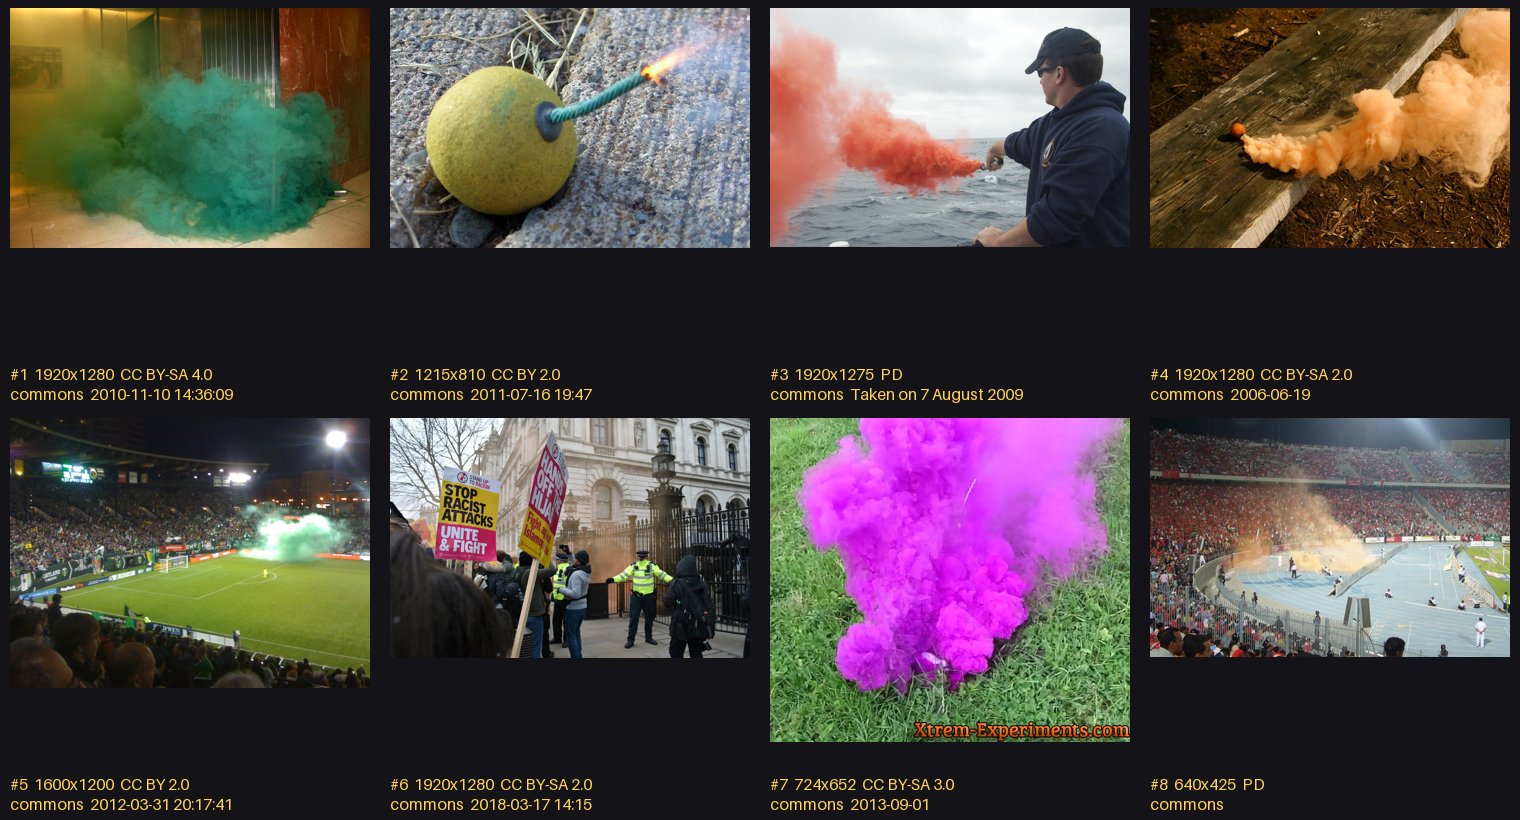 #1 1920x1280 CC BY-SA 4.0
commons 2010-11-10 14:36:09
#2 1215x810 CC BY 2.0
commons 2011-07-16 19:47
#3 1920x1275 PD
commons Taken on 7 August 2009
#4 1920x1280 CC BY-SA 2.0
commons 2006-06-19
STAND UP
TO RACISM
STOP
RACIST
ATTACKS
UNITE
& FIGHT
Xtrem-Experiments.com
#5 1600x1200 CC BY 2.0
commons 2012-03-31 20:17:41
#6 1920x1280 CC BY-SA 2.0
commons 2018-03-17 14:15
#7 724x652 CC BY-SA 3.0
commons 2013-09-01
#8 640x425 PD
commons